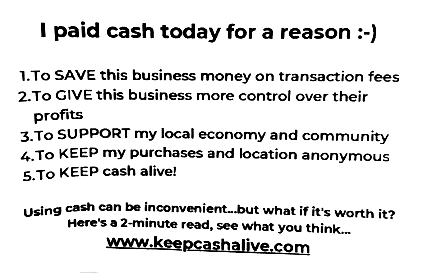 I paid cash today for a reason :-)
1.To SAVE this business money on transaction fees
2.To GIVE this business more control over their
profits
3.To SUPPORT my local economy and community
4.To KEEP my purchases and location anonymous
5.To KEEP cash alive!
Using cash can be inconvenient...but what if it's worth it?
Here's a 2-minute read, see what you think...
www.keepcashalive.com